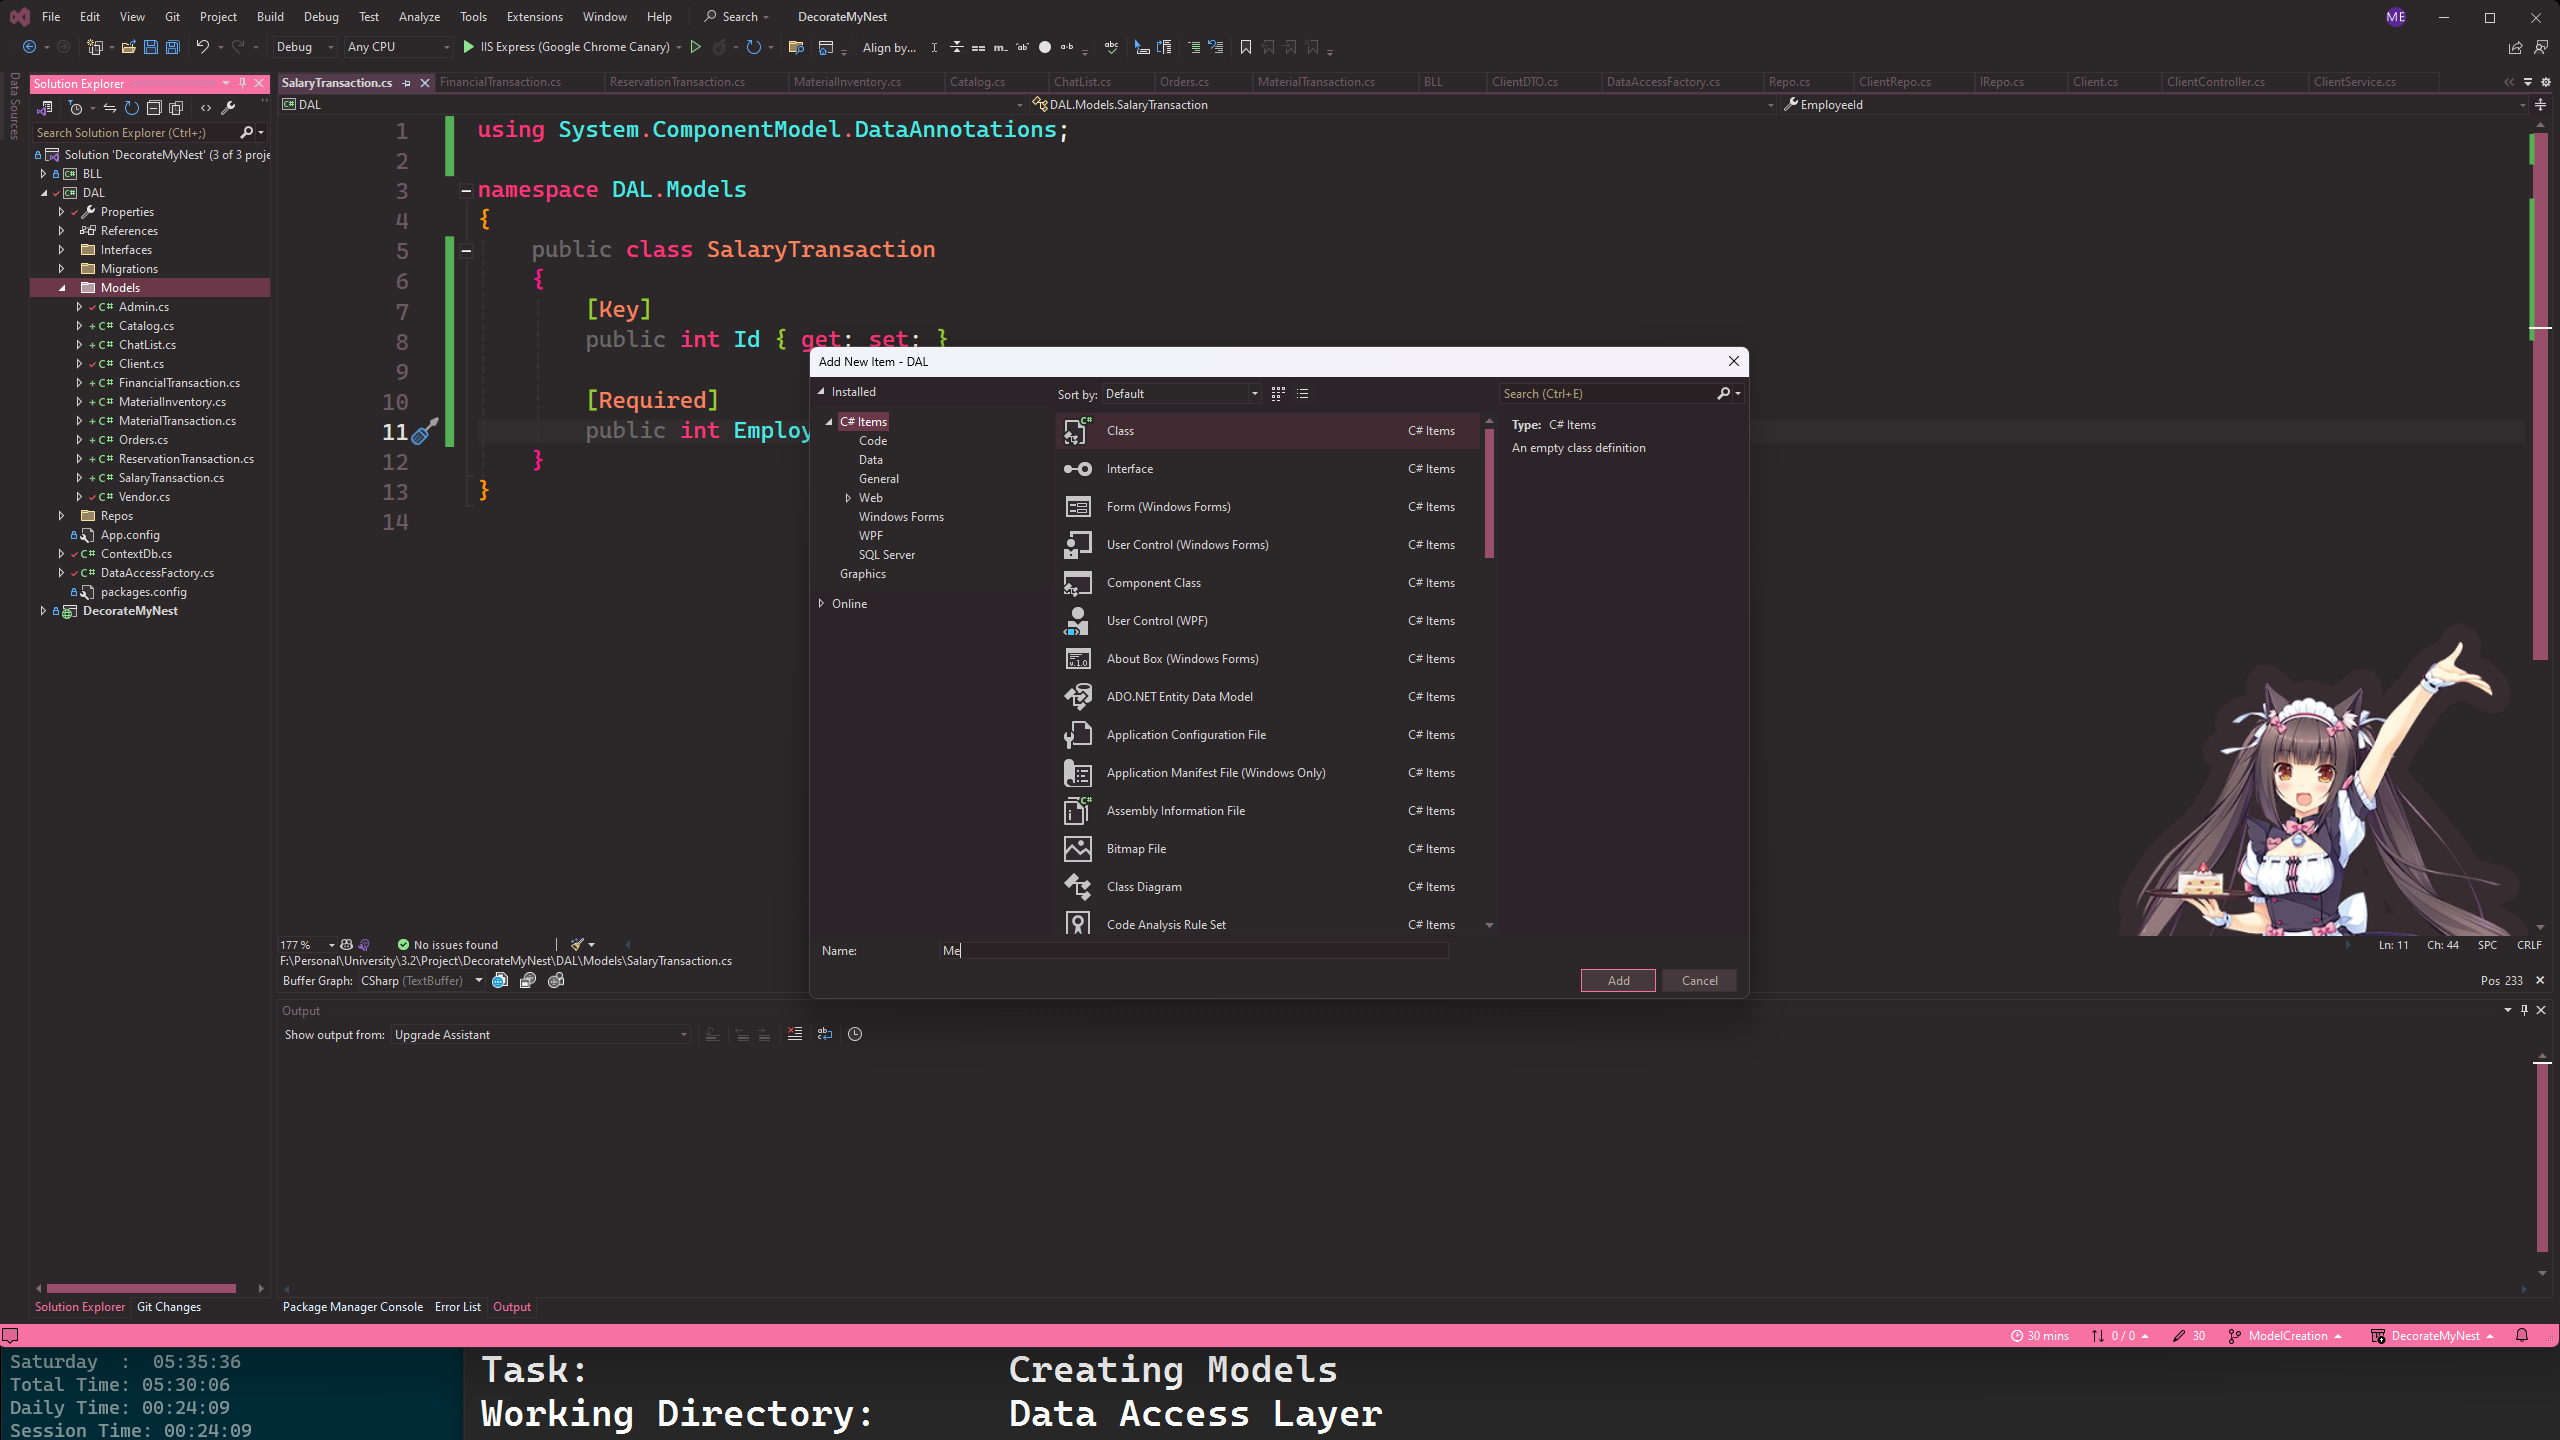 File Edit View Git Project Build Debug Test Analyze Tools Extensions Window Help Search DecorateMyNest ME
Debug Any CPU IIS Express (Google Chrome Canary) Align by...
Data Sources
Solution Explorer
SalaryTransaction.cs FinancialTransaction.cs ReservationTransaction.cs MaterialInventory.cs Catalog.cs ChatList.cs Orders.cs MaterialTransaction.cs BLL ClientDTO.cs DataAccessFactory.cs Repo.cs ClientRepo.cs IRepo.cs Client.cs ClientController.cs ClientService.cs
DAL DAL.Models.SalaryTransaction EmployeeId
Search Solution Explorer (Ctrl+;)
Solution 'DecorateMyNest' (3 of 3 proje
BLL
DAL
Properties
References
Interfaces
Migrations
Models
Admin.cs
Catalog.cs
ChatList.cs
Client.cs
FinancialTransaction.cs
MaterialInventory.cs
MaterialTransaction.cs
Orders.cs
ReservationTransaction.cs
SalaryTransaction.cs
Vendor.cs
Repos
App.config
ContextDb.cs
DataAccessFactory.cs
packages.config
DecorateMyNest
1 using System.ComponentModel.DataAnnotations;
2
3 namespace DAL.Models
4 {
5 public class SalaryTransaction
6 {
7 [Key]
8 public int Id { get; set; }
9
10 [Required]
11 public int Employ
12 }
13 }
14
Add New Item - DAL
Installed
Sort by: Default
Search (Ctrl+E)
C# Items
Code
Data
General
Web
Windows Forms
WPF
SQL Server
Graphics
Online
Class C# Items
Interface C# Items
Form (Windows Forms) C# Items
User Control (Windows Forms) C# Items
Component Class C# Items
User Control (WPF) C# Items
About Box (Windows Forms) C# Items
ADO.NET Entity Data Model C# Items
Application Configuration File C# Items
Application Manifest File (Windows Only) C# Items
Assembly Information File C# Items
Bitmap File C# Items
Class Diagram C# Items
Code Analysis Rule Set C# Items
Type: C# Items
An empty class definition
Name: Me
Add Cancel
177 % No issues found
Ln: 11 Ch: 44 SPC CRLF
F:\Personal\University\3.2\Project\DecorateMyNest\DAL\Models\SalaryTransaction.cs
Buffer Graph: CSharp (TextBuffer)
Pos 233
Output
Show output from: Upgrade Assistant
Solution Explorer Git Changes
Package Manager Console Error List Output
30 mins 0 / 0 30 ModelCreation DecorateMyNest
Saturday : 05:35:36
Total Time: 05:30:06
Daily Time: 00:24:09
Session Time: 00:24:09
Task: Creating Models
Working Directory: Data Access Layer